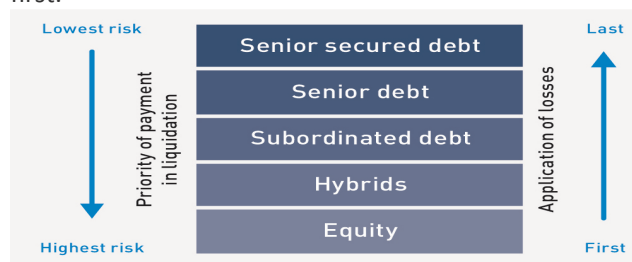 first.
Lowest risk
Highest risk
Priority of payment
in liquidation
Senior secured debt
Senior debt
Subordinated debt
Hybrids
Equity
Application of losses
Last
First